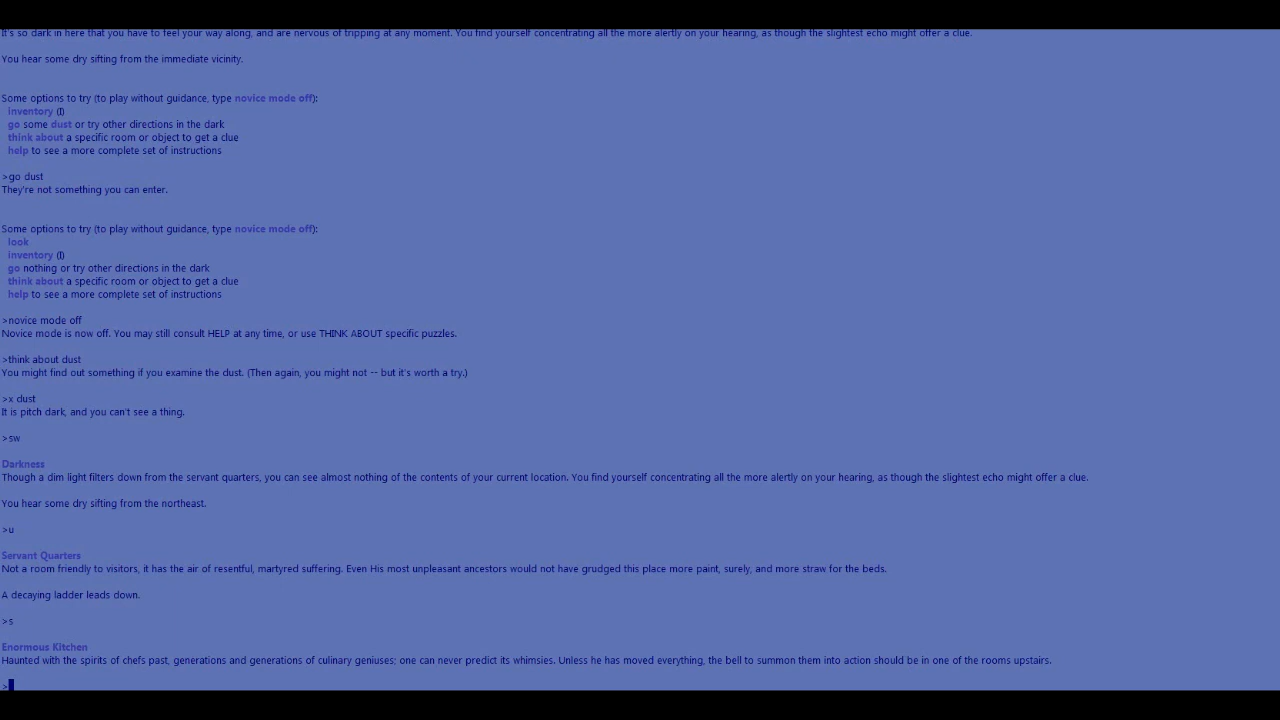 It's so dark in here that you have to feel your way along, and are nervous of tripping at any moment. You find yourself concentrating all the more alertly on your hearing, as though the slightest echo might offer a clue.
You hear some dry sifting from the immediate vicinity.
Some options to try (to play without guidance, type novice mode off):
inventory (I)
go some dust or try other directions in the dark
think about a specific room or object to get a clue
help to see a more complete set of instructions
>go dust
They're not something you can enter.
Some options to try (to play without guidance, type novice mode off):
look
inventory (I)
go nothing or try other directions in the dark
think about a specific room or object to get a clue
help to see a more complete set of instructions
>novice mode off
Novice mode is now off. You may still consult HELP at any time, or use THINK ABOUT specific puzzles.
>think about dust
You might find out something if you examine the dust. (Then again, you might not -- but it's worth a try.)
>x dust
It is pitch dark, and you can't see a thing.
>sw
Darkness
Though a dim light filters down from the servant quarters, you can see almost nothing of the contents of your current location. You find yourself concentrating all the more alertly on your hearing, as though the slightest echo might offer a clue.
You hear some dry sifting from the northeast.
>u
Servant Quarters
Not a room friendly to visitors, it has the air of resentful, martyred suffering. Even His most unpleasant ancestors would not have grudged this place more paint, surely, and more straw for the beds.
A decaying ladder leads down.
>s
Enormous Kitchen
Haunted with the spirits of chefs past, generations and generations of culinary geniuses; one can never predict its whimsies. Unless he has moved everything, the bell to summon them into action should be in one of the rooms upstairs.
>